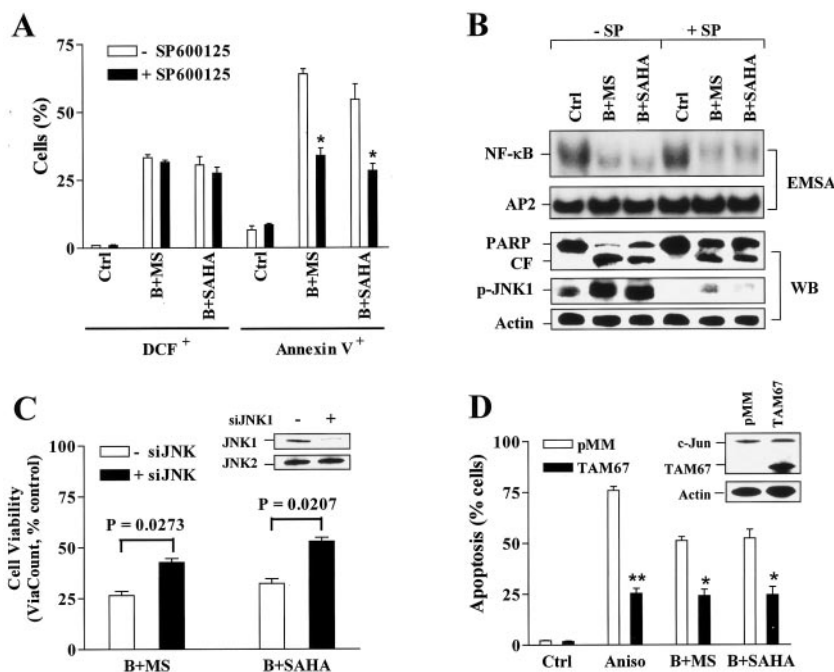 A
75
50
25
0
Cells (%)
- SP600125
+ SP600125
*
*
Ctrl
B+MS
B+SAHA
Ctrl
B+MS
B+SAHA
DCF +
Annexin V +
B
- SP
+ SP
Ctrl
B+MS
B+SAHA
Ctrl
B+MS
B+SAHA
NF-κB
AP2
EMSA
PARP
CF
p-JNK1
Actin
WB
C
siJNK1 - +
JNK1
JNK2
100
75
50
25
0
Cell Viability
(ViaCount, % control)
- siJNK
+ siJNK
P = 0.0273
P = 0.0207
B+MS
B+SAHA
D
pMM
TAM67
c-Jun
TAM67
Actin
100
75
50
25
0
Apoptosis (% cells)
pMM
TAM67
**
*
*
Ctrl
Aniso
B+MS
B+SAHA